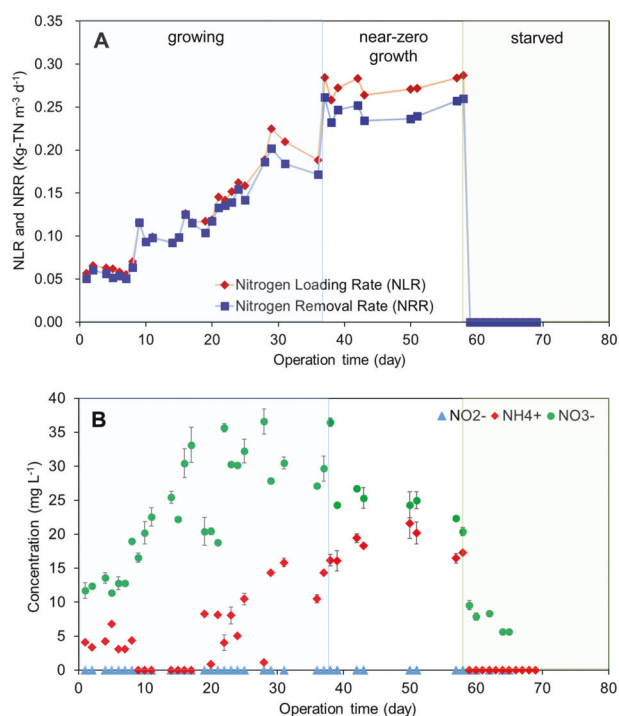 A
growing
near-zero
growth
starved
NLR and NRR (Kg-TN m⁻³ d⁻¹)
0.35
0.30
0.25
0.20
0.15
0.10
0.05
0.00
Nitrogen Loading Rate (NLR)
Nitrogen Removal Rate (NRR)
0 10 20 30 40 50 60 70 80
Operation time (day)
B
NO2- NH4+ NO3-
Concentration (mg L⁻¹)
40
35
30
25
20
15
10
5
0
0 10 20 30 40 50 60 70 80
Operation time (day)